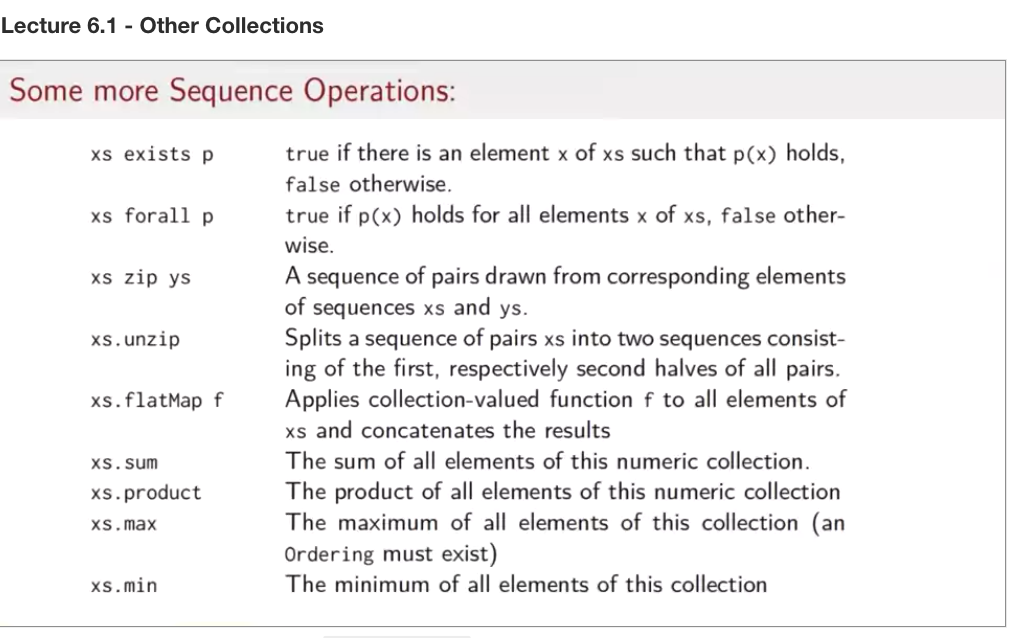 Lecture 6.1 - Other Collections
Some more Sequence Operations:
xs exists p true if there is an element x of xs such that p(x) holds,
false otherwise.
xs forall p true if p(x) holds for all elements x of xs, false other-
wise.
xs zip ys A sequence of pairs drawn from corresponding elements
of sequences xs and ys.
xs.unzip Splits a sequence of pairs xs into two sequences consist-
ing of the first, respectively second halves of all pairs.
xs.flatMap f Applies collection-valued function f to all elements of
xs and concatenates the results
xs.sum The sum of all elements of this numeric collection.
xs.product The product of all elements of this numeric collection
xs.max The maximum of all elements of this collection (an
Ordering must exist)
xs.min The minimum of all elements of this collection